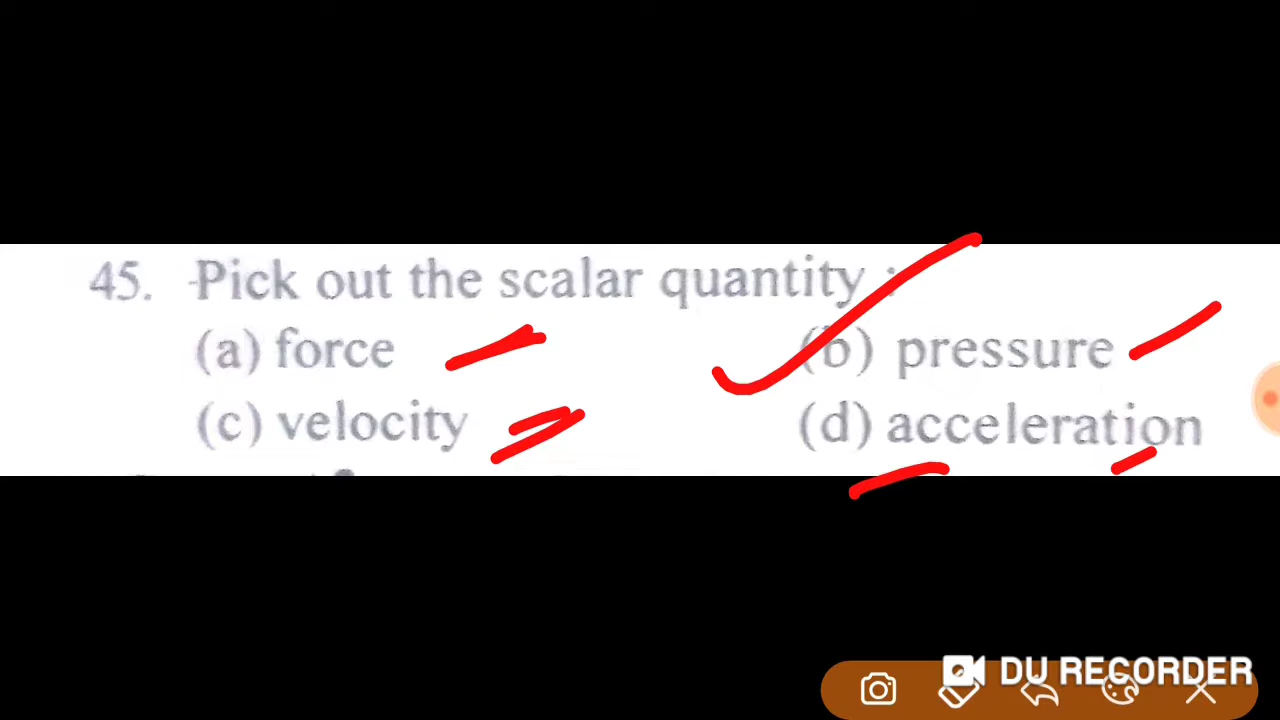 45. Pick out the scalar quantity :
(a) force (b) pressure
(c) velocity (d) acceleration
DU RECORDER